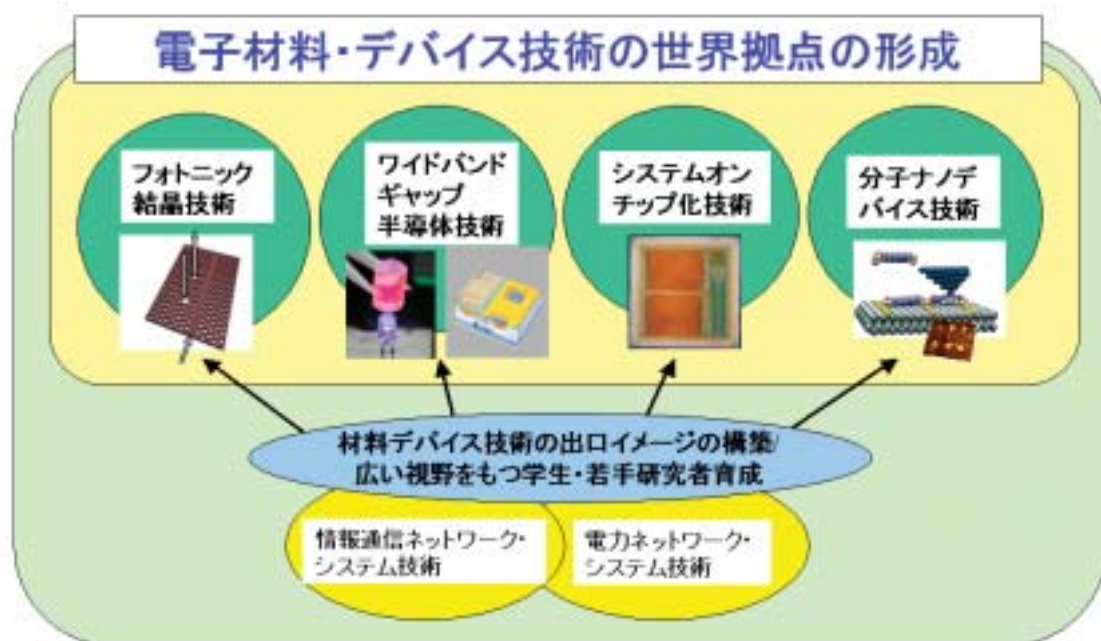 電子材料・デバイス技術の世界拠点の形成
フォトニック
結晶技術
ワイドバンド
ギャップ
半導体技術
システムオン
チップ化技術
分子ナノデ
バイス技術
材料デバイス技術の出口イメージの構築/
広い視野をもつ学生・若手研究者育成
情報通信ネットワーク・
システム技術
電力ネットワーク・
システム技術